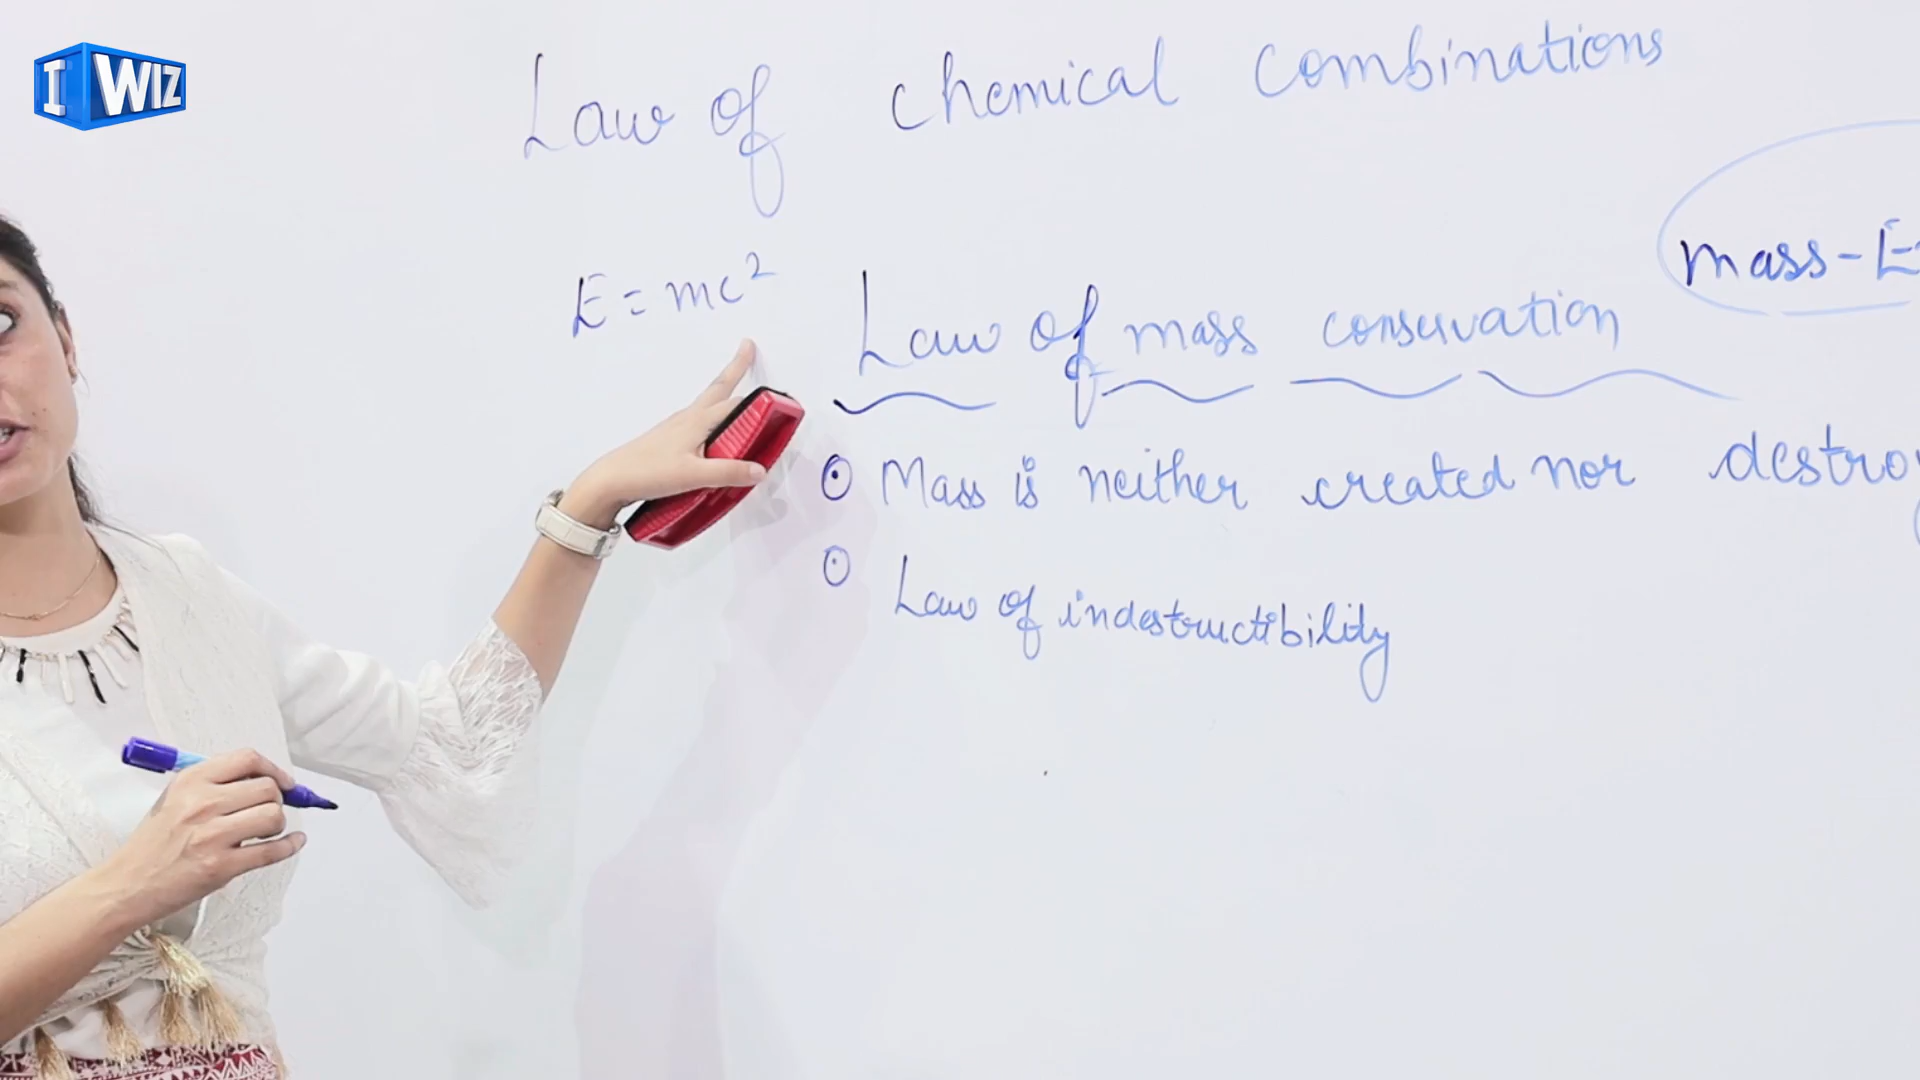 I WIZ
Law of chemical combinations
mass-E
E = mc²
Law of mass conservation
Mass is neither created nor destroy
Law of indestructibility